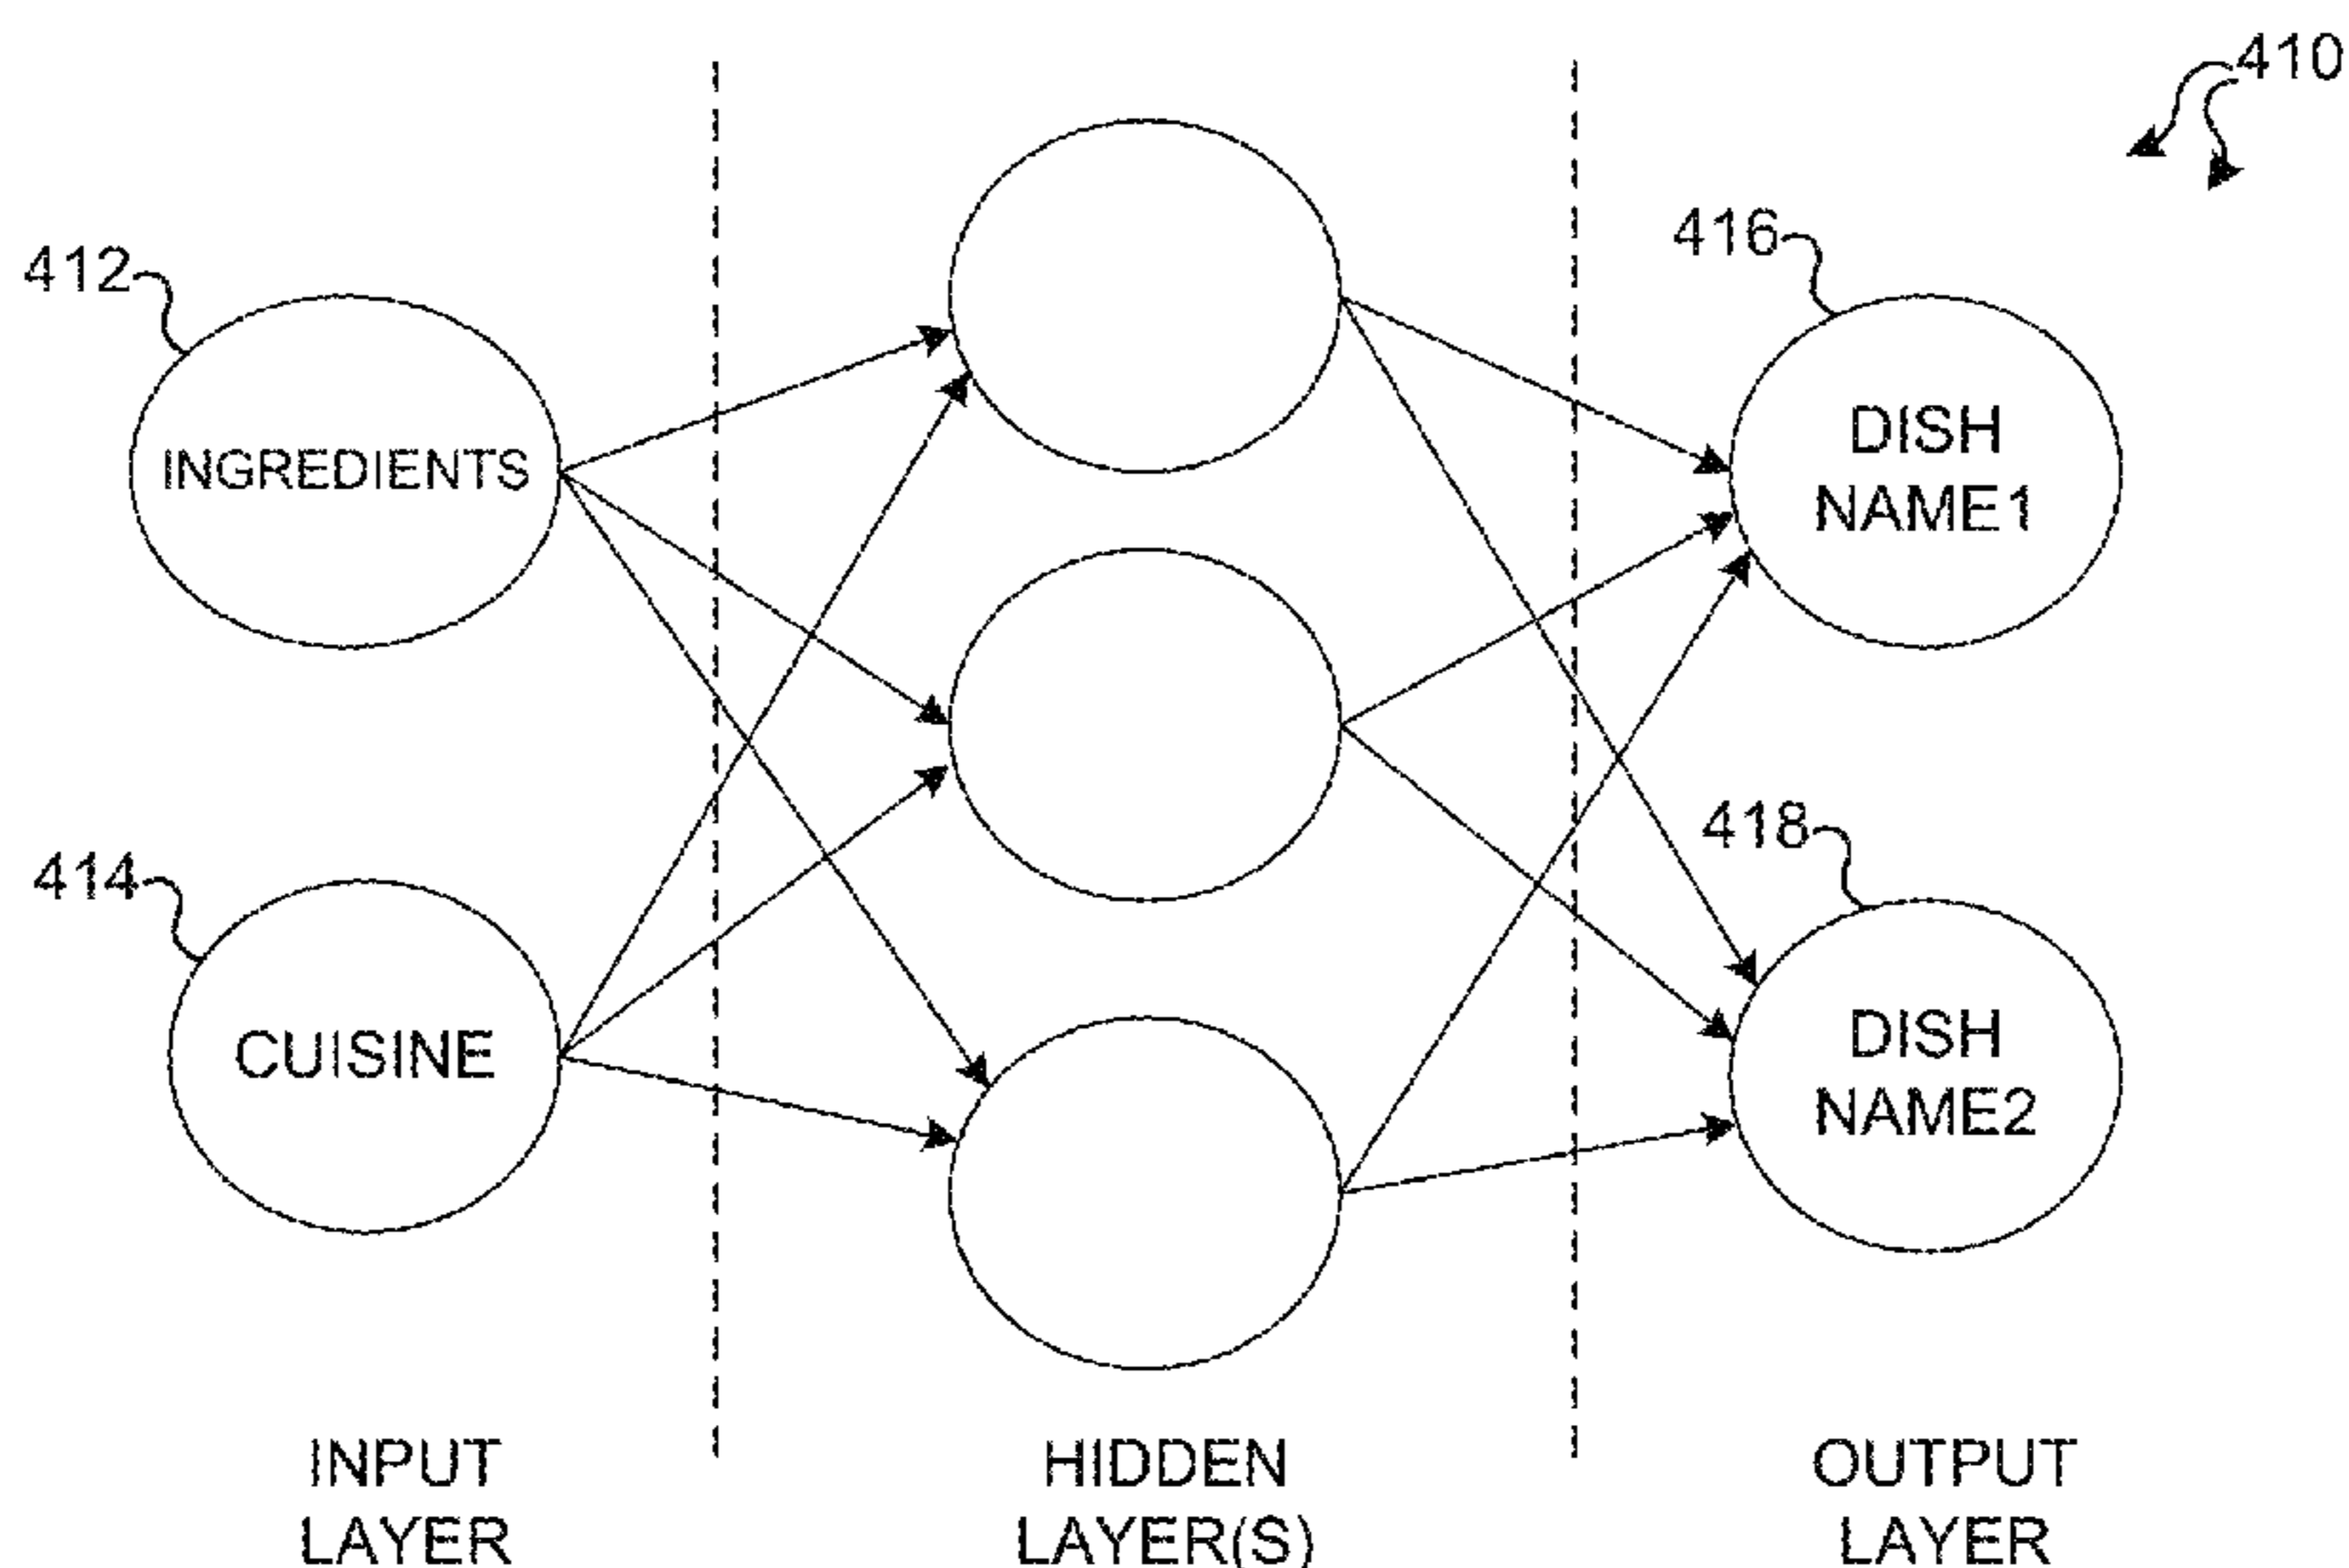 410
412
416
INGREDIENTS
DISH
NAME1
414
418
CUISINE
DISH
NAME2
INPUT
LAYER
HIDDEN
LAYER(S)
OUTPUT
LAYER